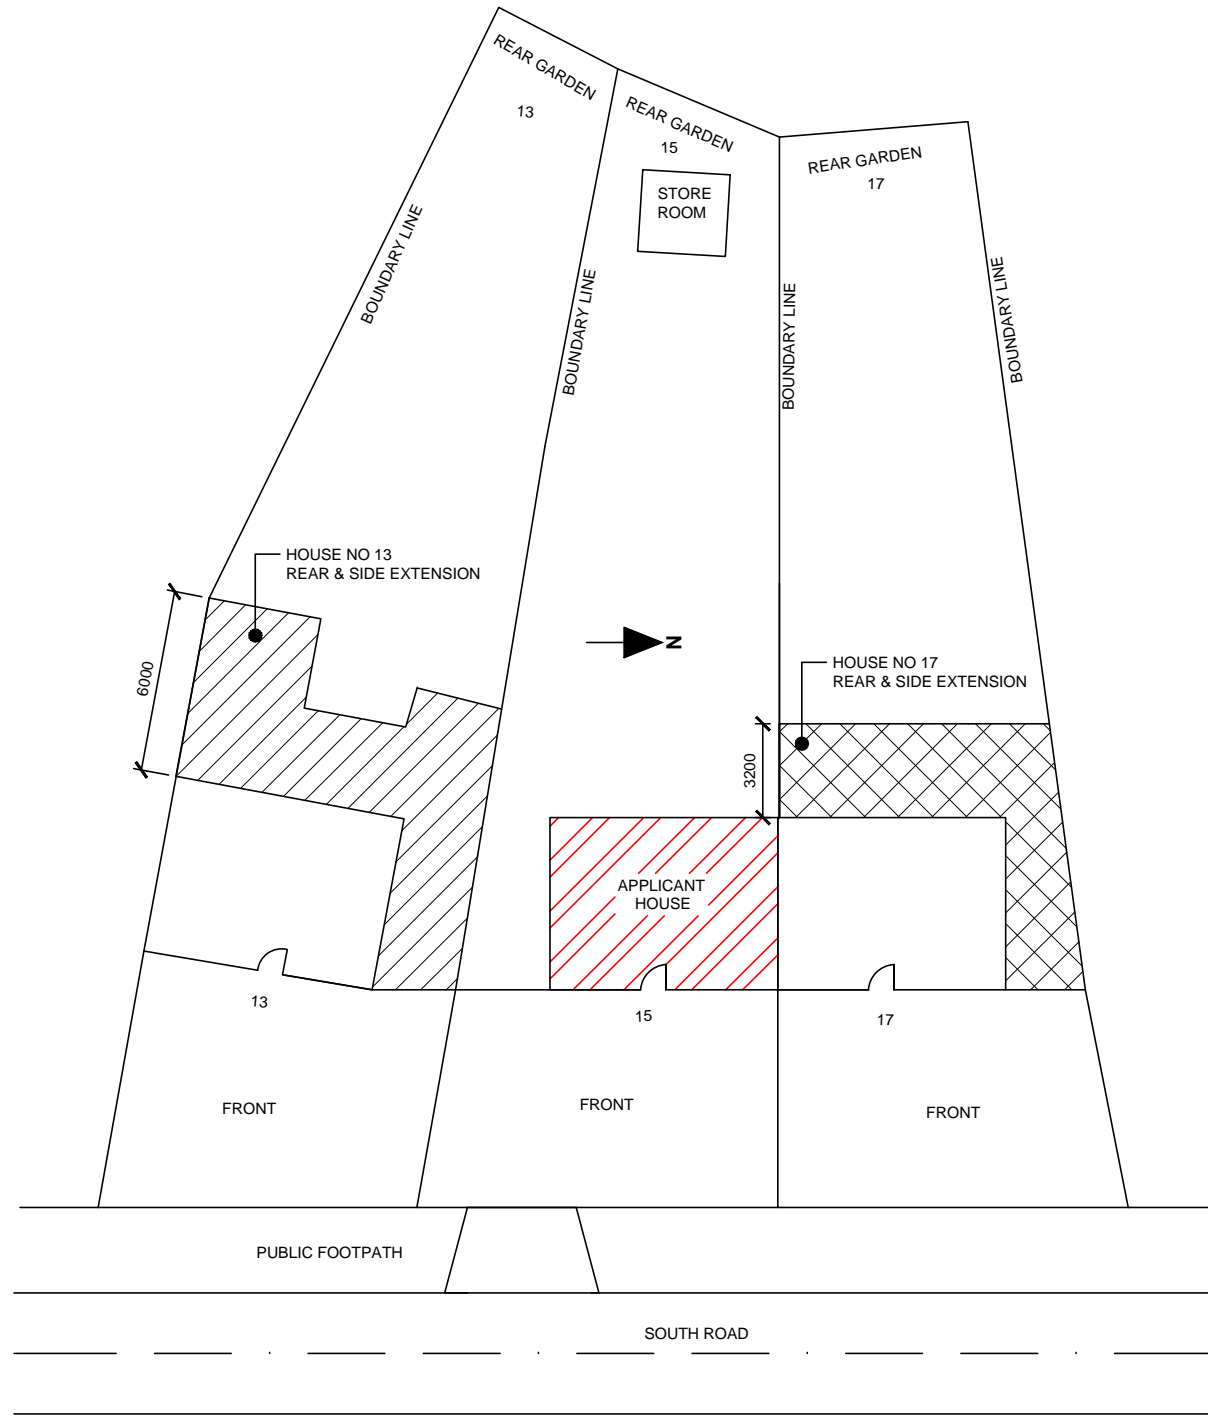 REAR GARDEN
13
REAR GARDEN
15
STORE
ROOM
REAR GARDEN
17
BOUNDARY LINE
BOUNDARY LINE
BOUNDARY LINE
BOUNDARY LINE
HOUSE NO 13
REAR & SIDE EXTENSION
6000
N
HOUSE NO 17
REAR & SIDE EXTENSION
3200
APPLICANT
HOUSE
13
15
17
FRONT
FRONT
FRONT
PUBLIC FOOTPATH
SOUTH ROAD